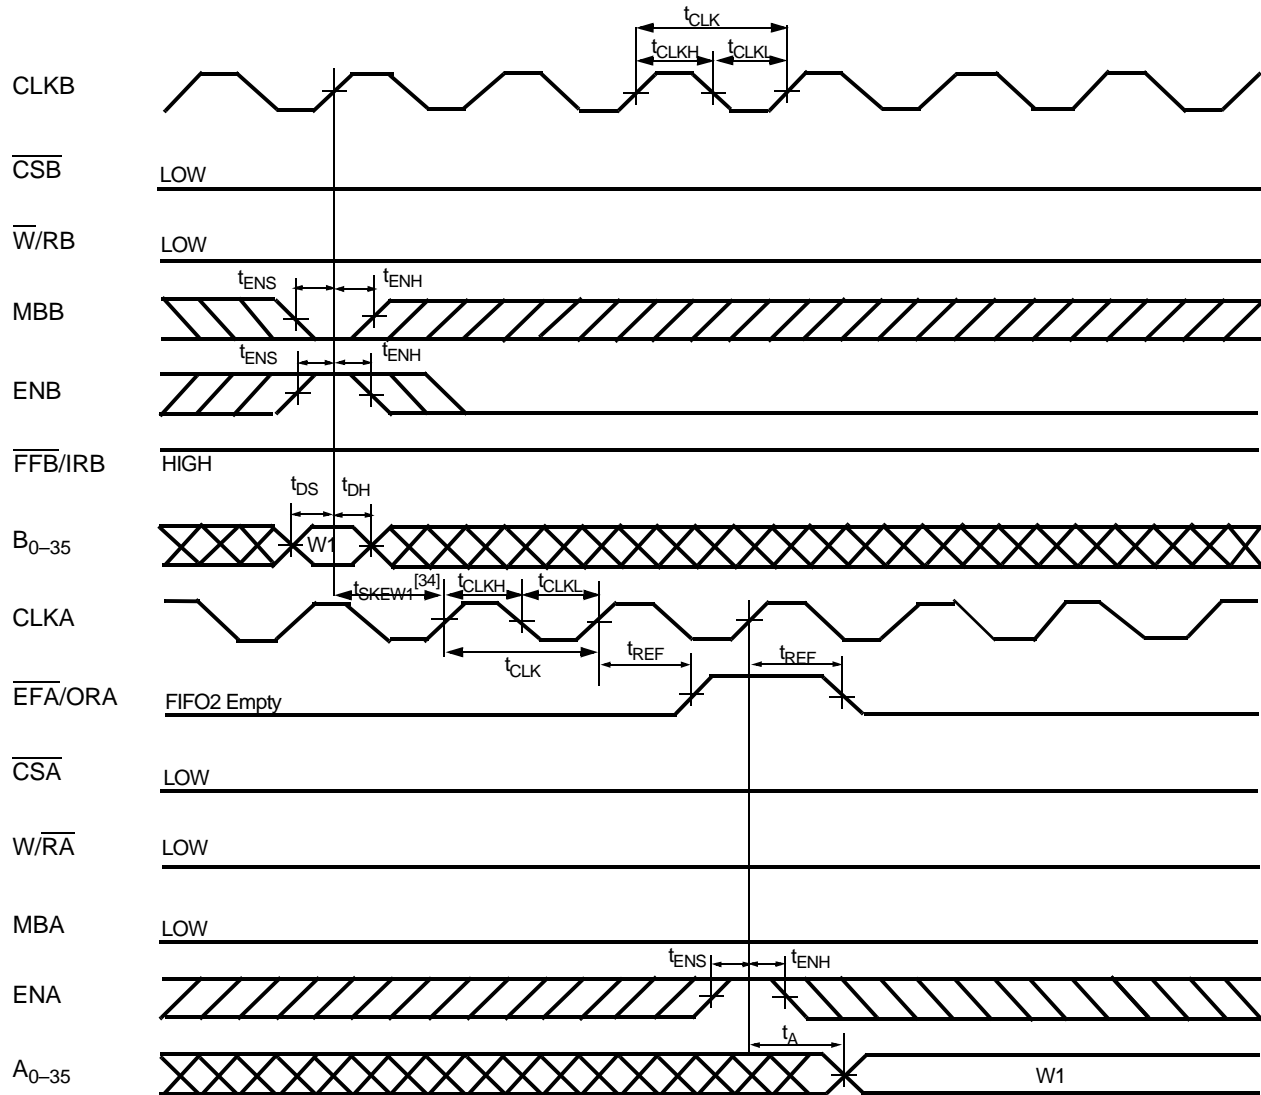 tCLK
tCLKH tCLKL
CLKB
CSB LOW
W/RB LOW
tENS tENH
MBB
tENS tENH
ENB
FFB/IRB HIGH
tDS tDH
B0–35 W1
tSKEW1[34] tCLKH tCLKL
CLKA
tCLK tREF tREF
EFA/ORA FIFO2 Empty
CSA LOW
W/RA LOW
MBA LOW
tENS tENH
ENA
tA
A0–35 W1